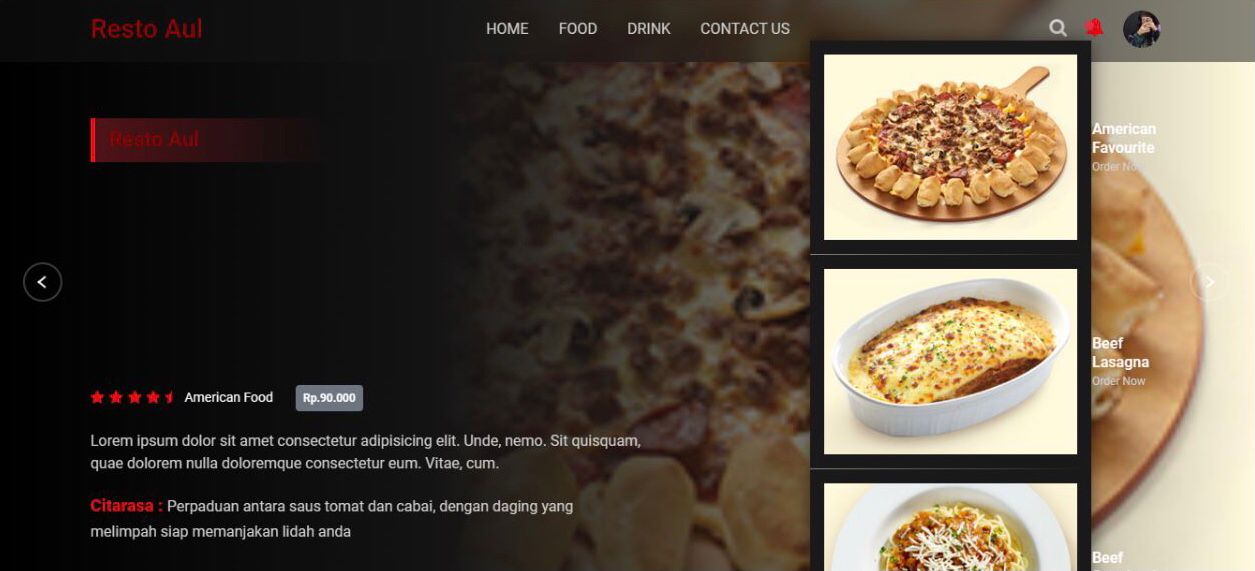 Resto Aul
HOME FOOD DRINK CONTACT US
Resto Aul
American Food
Rp.90.000
Lorem ipsum dolor sit amet consectetur adipisicing elit. Unde, nemo. Sit quisquam,
quae dolorem nulla doloremque consectetur eum. Vitae, cum.
Citarasa : Perpaduan antara saus tomat dan cabai, dengan daging yang
melimpah siap memanjakan lidah anda
American
Favourite
Order Now
Beef
Lasagna
Order Now
Beef